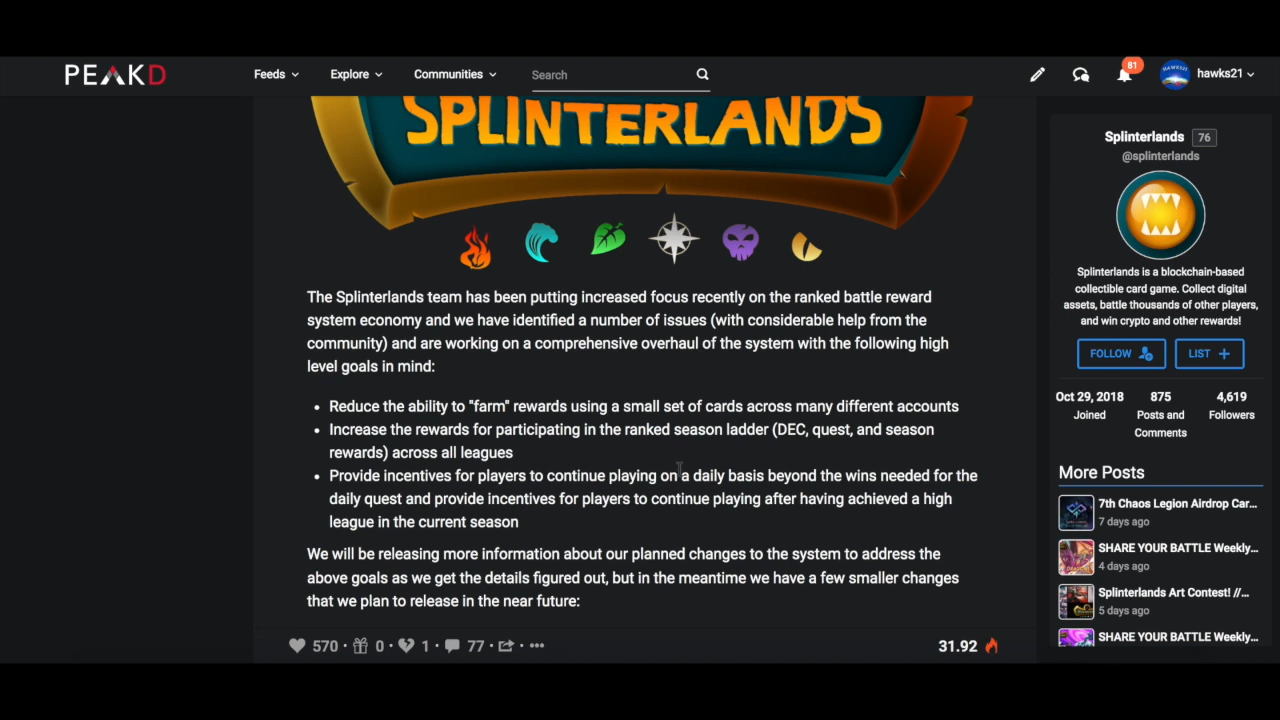 PEAKD
Feeds
Explore
Communities
Search
81
HAWKS21
hawks21
SPLINTERLANDS
The Splinterlands team has been putting increased focus recently on the ranked battle reward
system economy and we have identified a number of issues (with considerable help from the
community) and are working on a comprehensive overhaul of the system with the following high
level goals in mind:
• Reduce the ability to "farm" rewards using a small set of cards across many different accounts
• Increase the rewards for participating in the ranked season ladder (DEC, quest, and season
rewards) across all leagues
• Provide incentives for players to continue playing on a daily basis beyond the wins needed for the
daily quest and provide incentives for players to continue playing after having achieved a high
league in the current season
We will be releasing more information about our planned changes to the system to address the
above goals as we get the details figured out, but in the meantime we have a few smaller changes
that we plan to release in the near future:
570 · 0 · 1 · 77 · · •••
31.92
Splinterlands 76
@splinterlands
Splinterlands is a blockchain-based
collectible card game. Collect digital
assets, battle thousands of other players,
and win crypto and other rewards!
FOLLOW
LIST +
Oct 29, 2018 875 4,619
Joined Posts and Followers
Comments
More Posts
7th Chaos Legion Airdrop Car...
7 days ago
SHARE YOUR BATTLE Weekly...
4 days ago
Splinterlands Art Contest! //...
5 days ago
SHARE YOUR BATTLE Weekly...